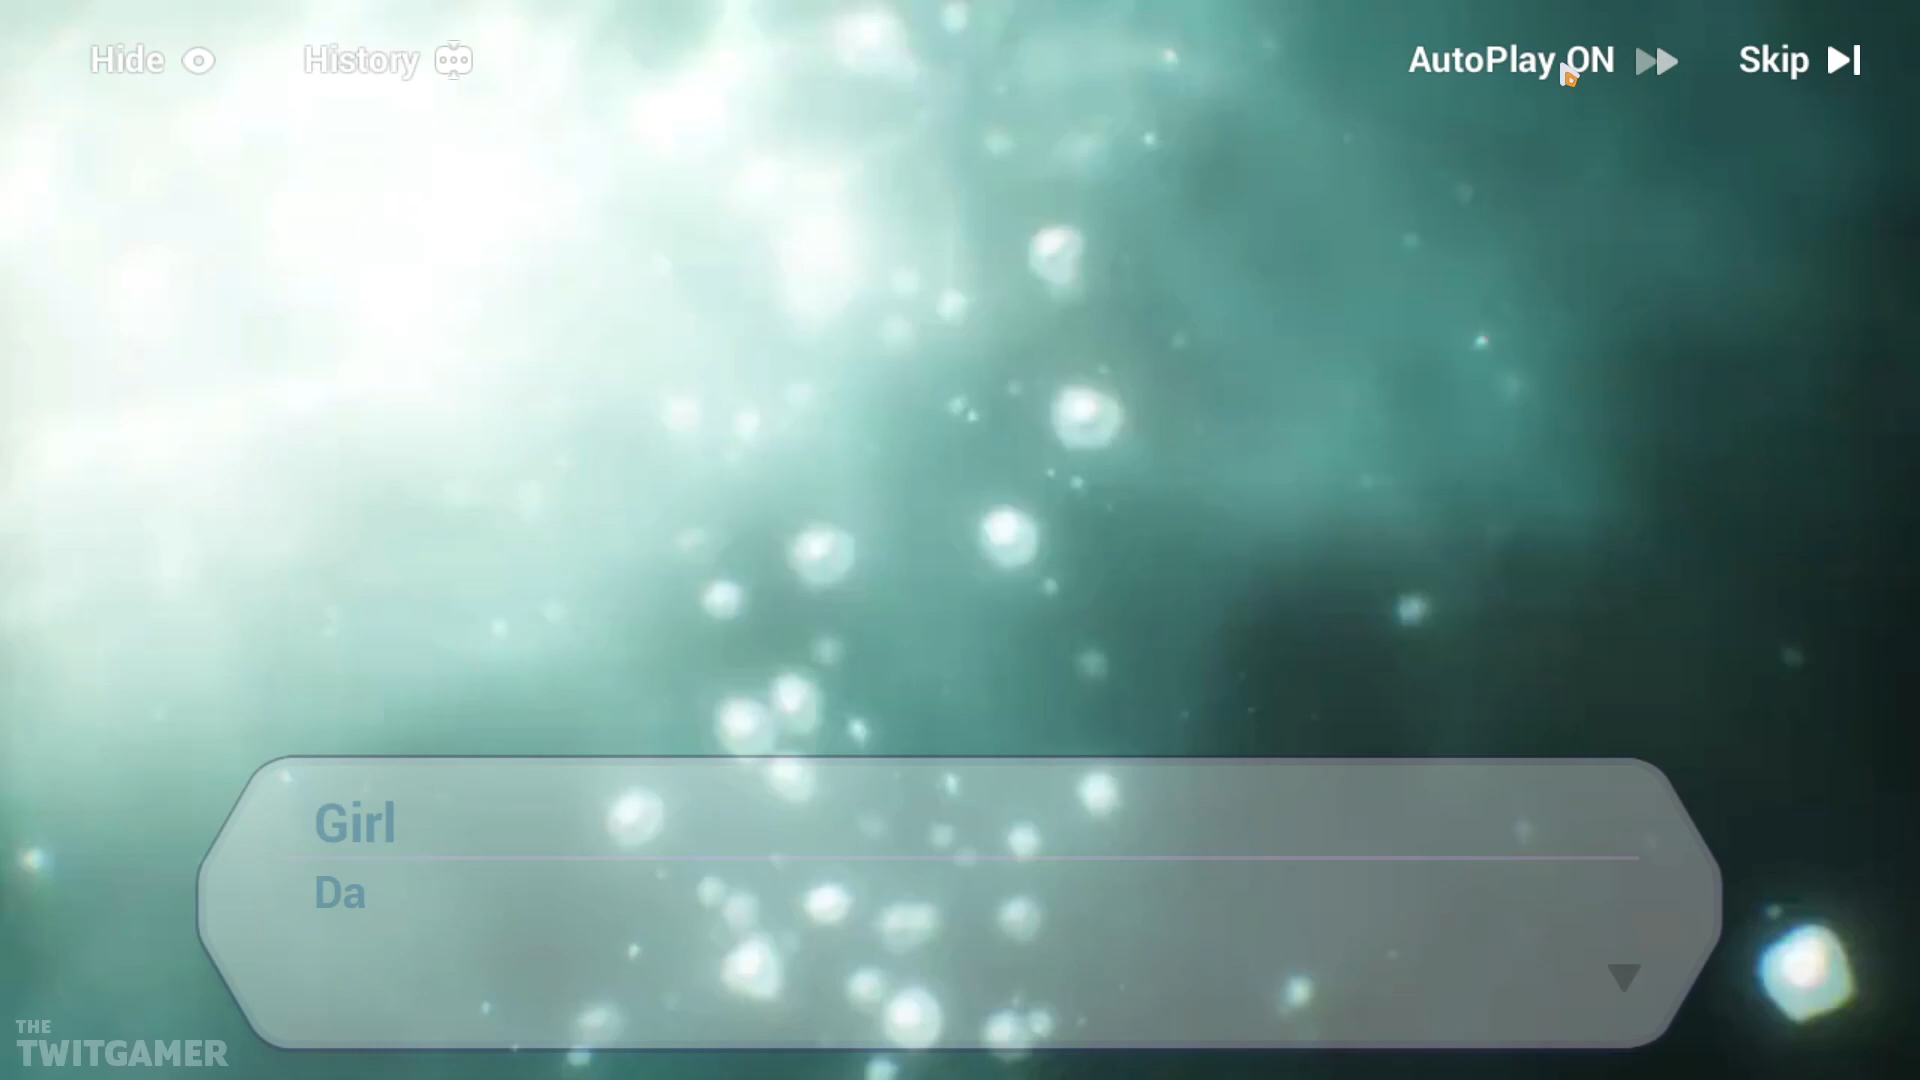 Hide
History
AutoPlay ON
Skip
Girl
Da
THE
TWITGAMER